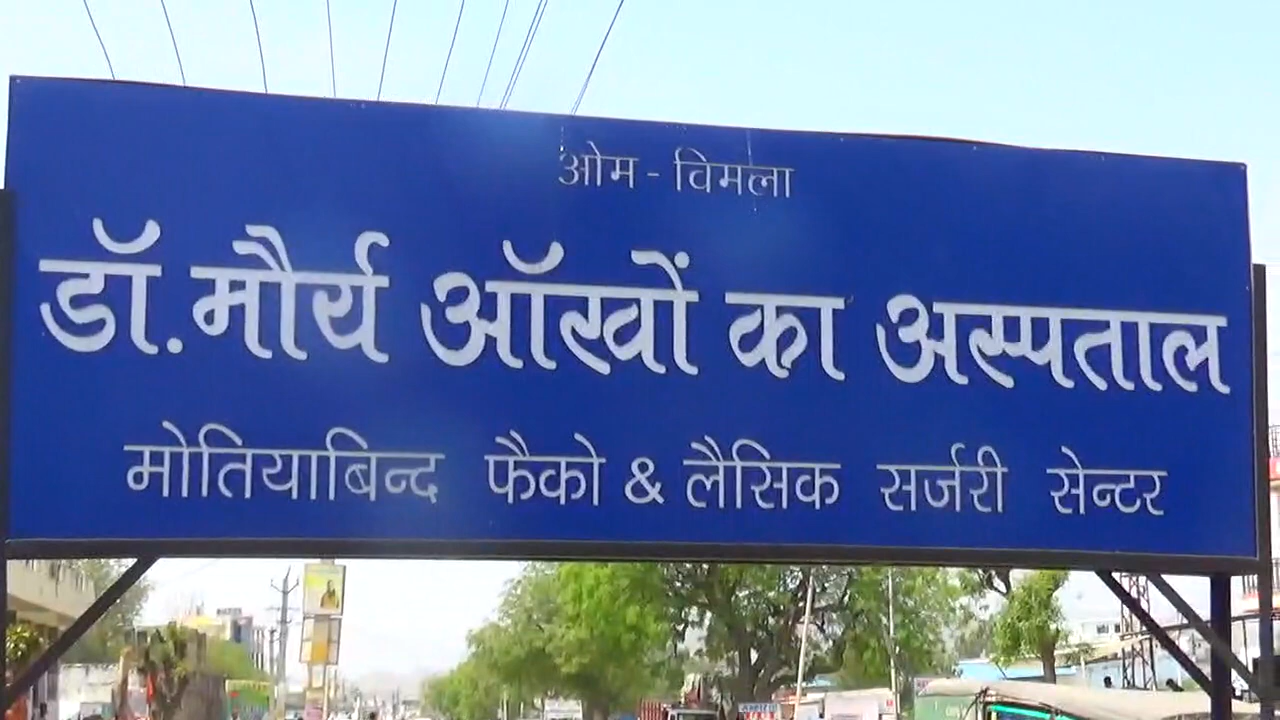 ओम - विमला
डॉ. मौर्य ऑखों का अस्पताल
मोतियाबिन्द फैको & लैसिक सर्जरी सेन्टर